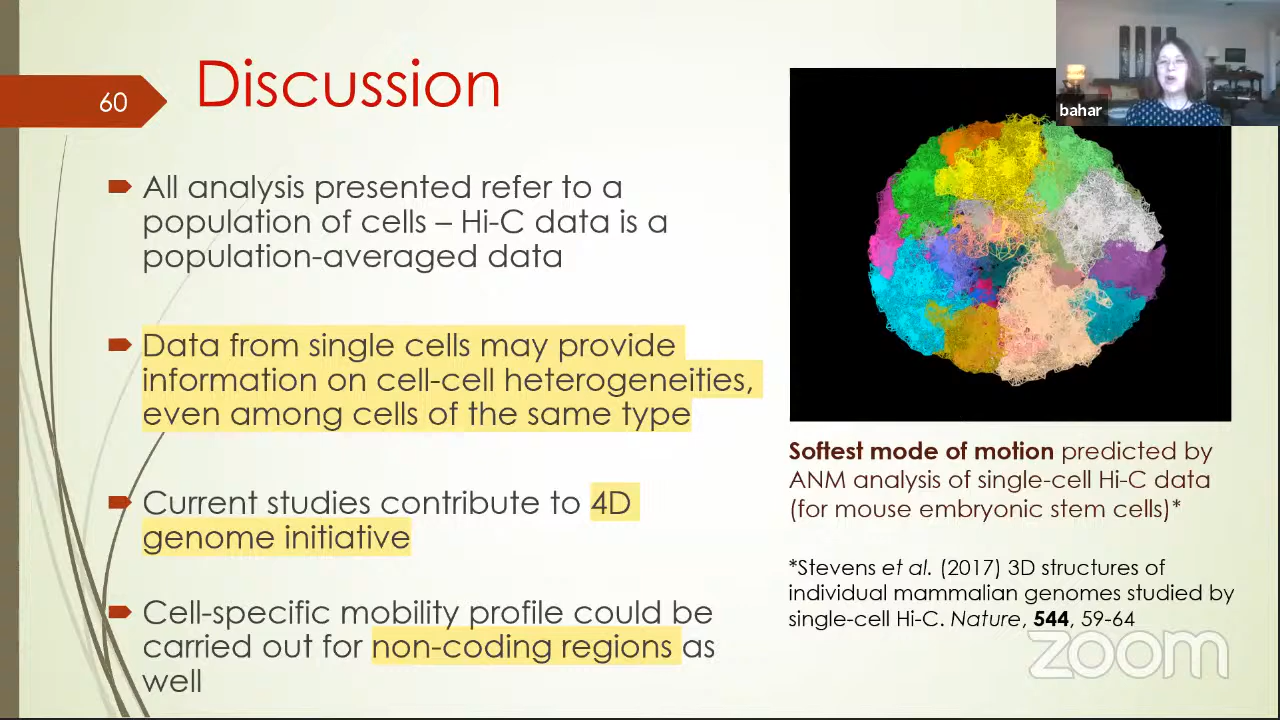 60
Discussion
All analysis presented refer to a
population of cells – Hi-C data is a
population-averaged data
Data from single cells may provide
information on cell-cell heterogeneities,
even among cells of the same type
Current studies contribute to 4D
genome initiative
Cell-specific mobility profile could be
carried out for non-coding regions as
well
bahar
Softest mode of motion predicted by
ANM analysis of single-cell Hi-C data
(for mouse embryonic stem cells)*
*Stevens et al. (2017) 3D structures of
individual mammalian genomes studied by
single-cell Hi-C. Nature, 544, 59-64
zoom